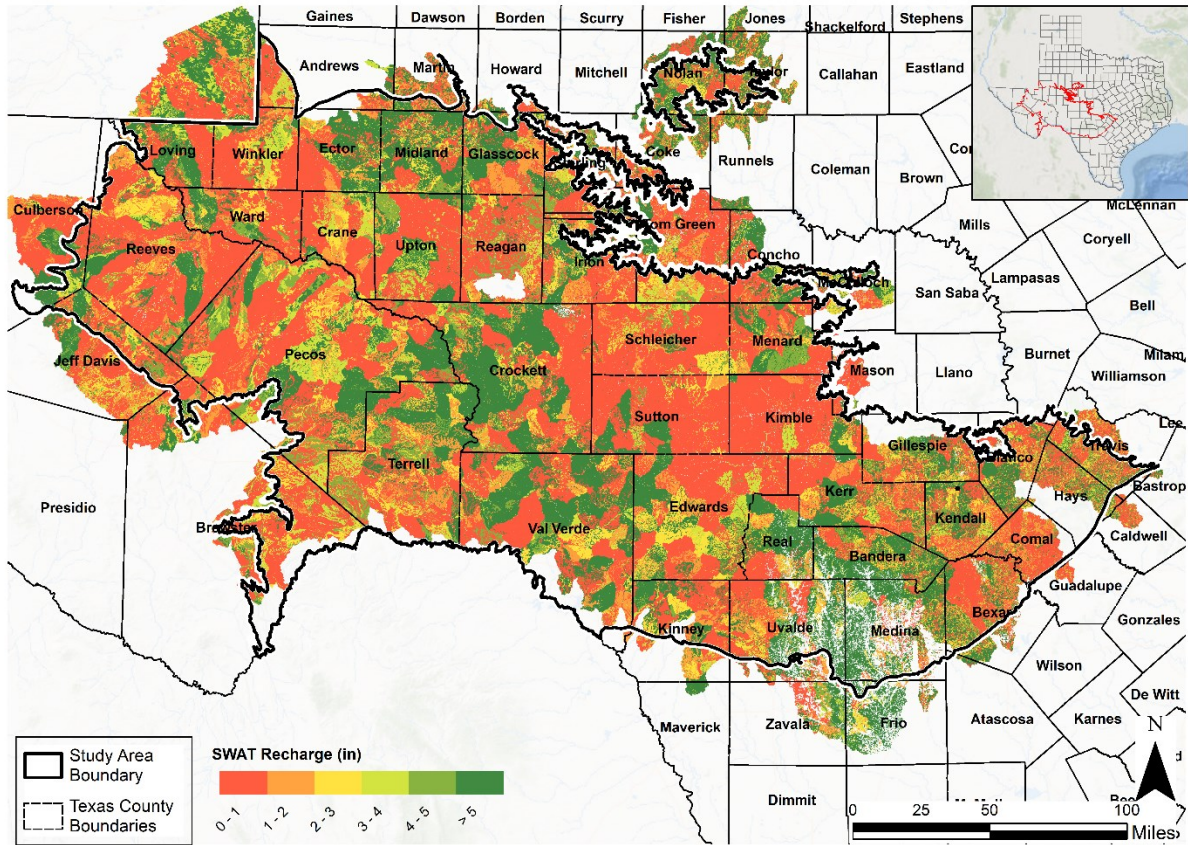 Gaines
Dawson
Borden
Scurry
Fisher
Jones
Shackelford
Stephens
Andrews
Martin
Howard
Mitchell
Nolan
Callahan
Eastland
Loving
Winkler
Ector
Midland
Glasscock
Coke
Runnels
Coleman
Brown
Culberson
Ward
Crane
Upton
Reagan
Irion
Tom Green
Concho
Mills
McLennan
Coryell
Reeves
McCulloch
San Saba
Lampasas
Bell
Jeff Davis
Pecos
Crockett
Schleicher
Menard
Mason
Llano
Burnet
Milam
Williamson
Sutton
Kimble
Gillespie
Travis
Lee
Terrell
Edwards
Kerr
Kendall
Hays
Bastrop
Presidio
Val Verde
Real
Bandera
Comal
Caldwell
Guadalupe
Gonzales
Kinney
Uvalde
Medina
Wilson
De Witt
Maverick
Zavala
Frio
Atascosa
Karnes
Dimmit
Study Area
Boundary
Texas County
Boundaries
SWAT Recharge (in)
0 - 1
1 - 2
2 - 3
3 - 4
4 - 5
> 5
N
0 25 50 100
Miles